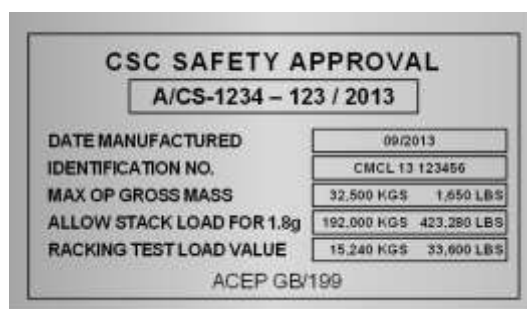 CSC SAFETY APPROVAL
A/CS-1234 – 123 / 2013
DATE MANUFACTURED 09/2013
IDENTIFICATION NO. CMCL 13 123456
MAX OP GROSS MASS 32,500 KGS 1,650 LBS
ALLOW STACK LOAD FOR 1.8g 192,000 KGS 423,280 LBS
RACKING TEST LOAD VALUE 15,240 KGS 33,600 LBS
ACEP GB/199